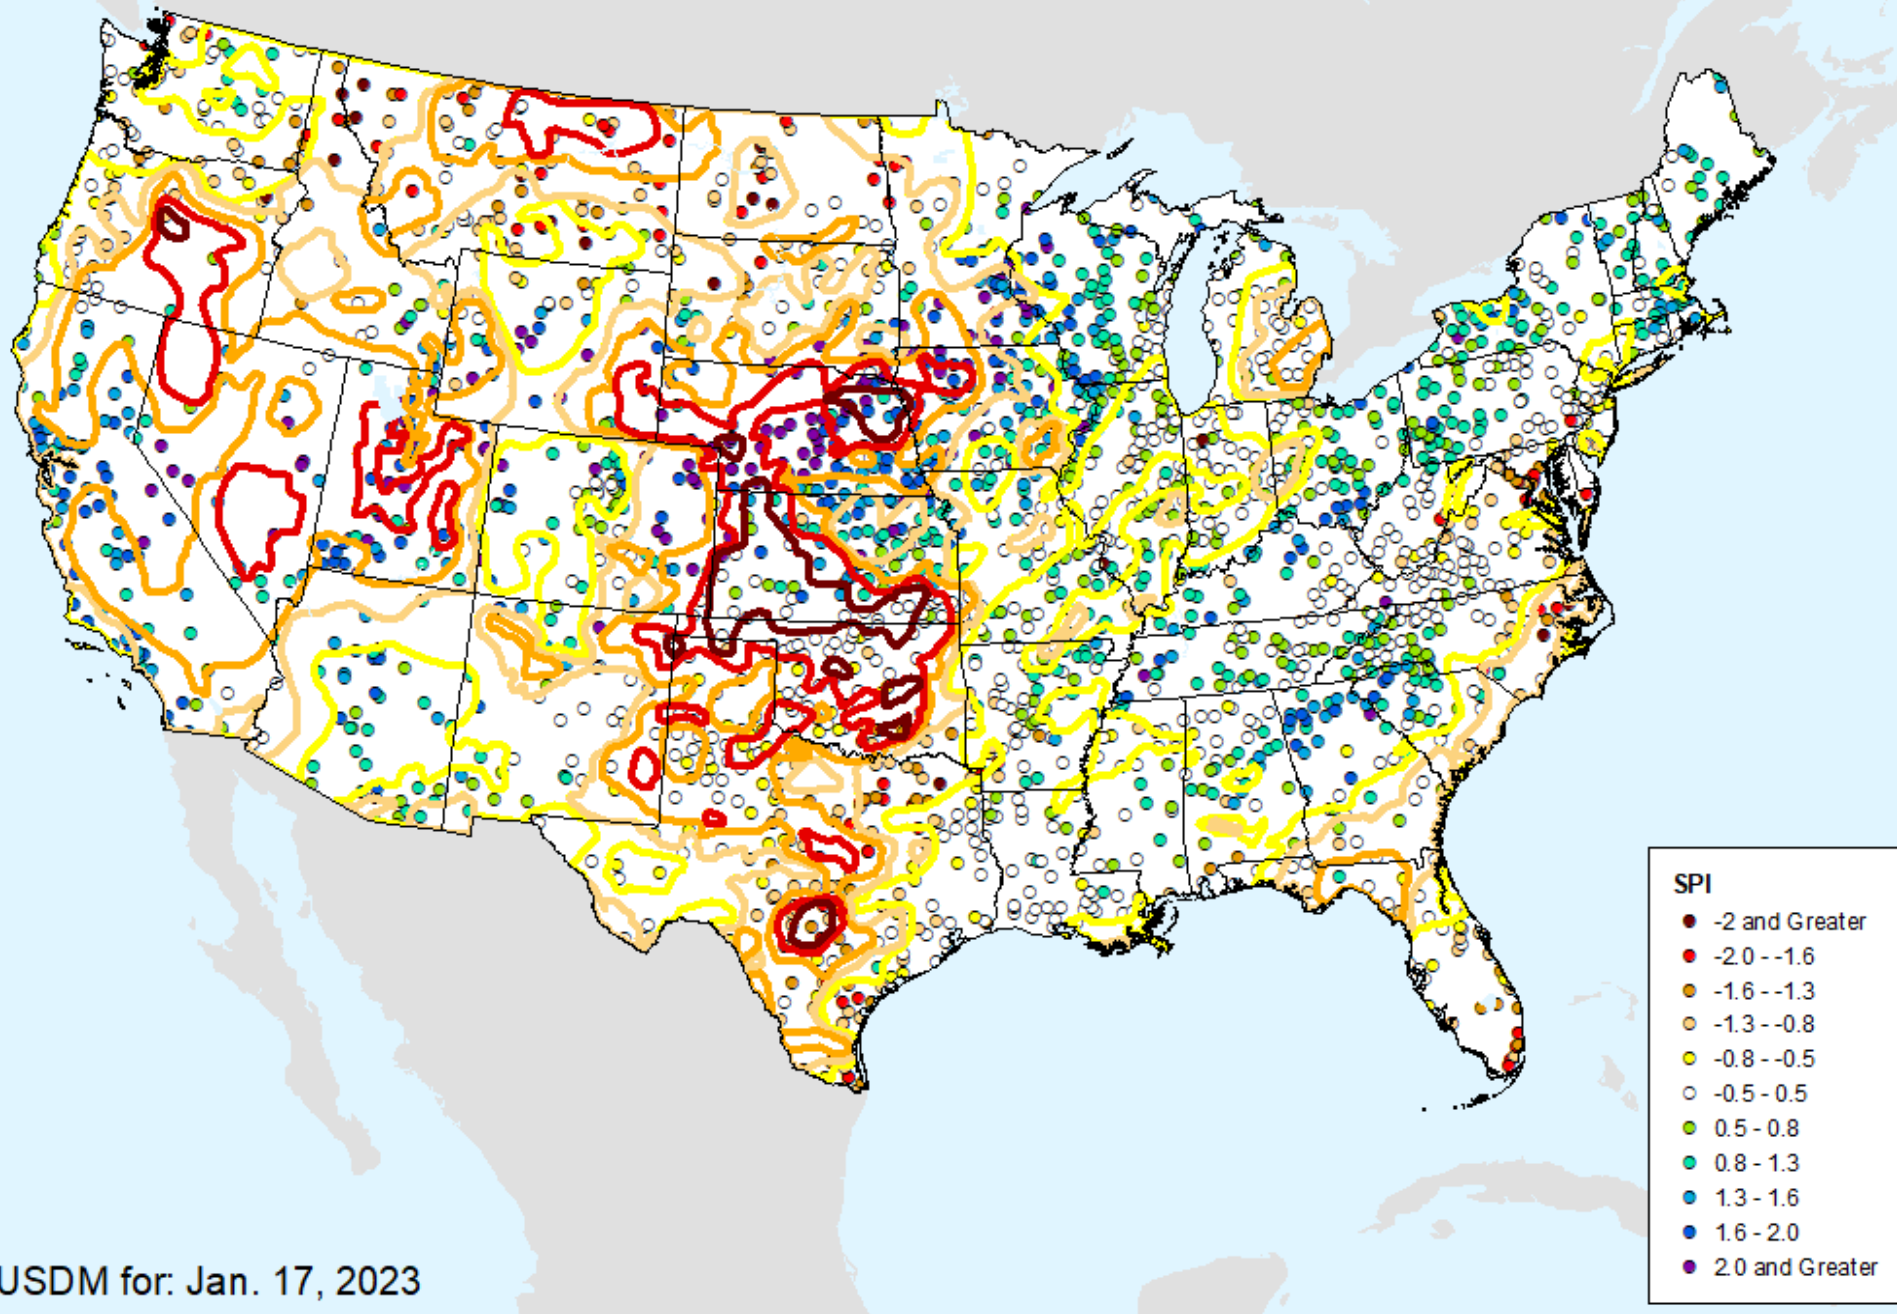 SPI
-2 and Greater
-2.0 - -1.6
-1.6 - -1.3
-1.3 - -0.8
-0.8 - -0.5
-0.5 - 0.5
0.5 - 0.8
0.8 - 1.3
1.3 - 1.6
1.6 - 2.0
2.0 and Greater
USDM for: Jan. 17, 2023